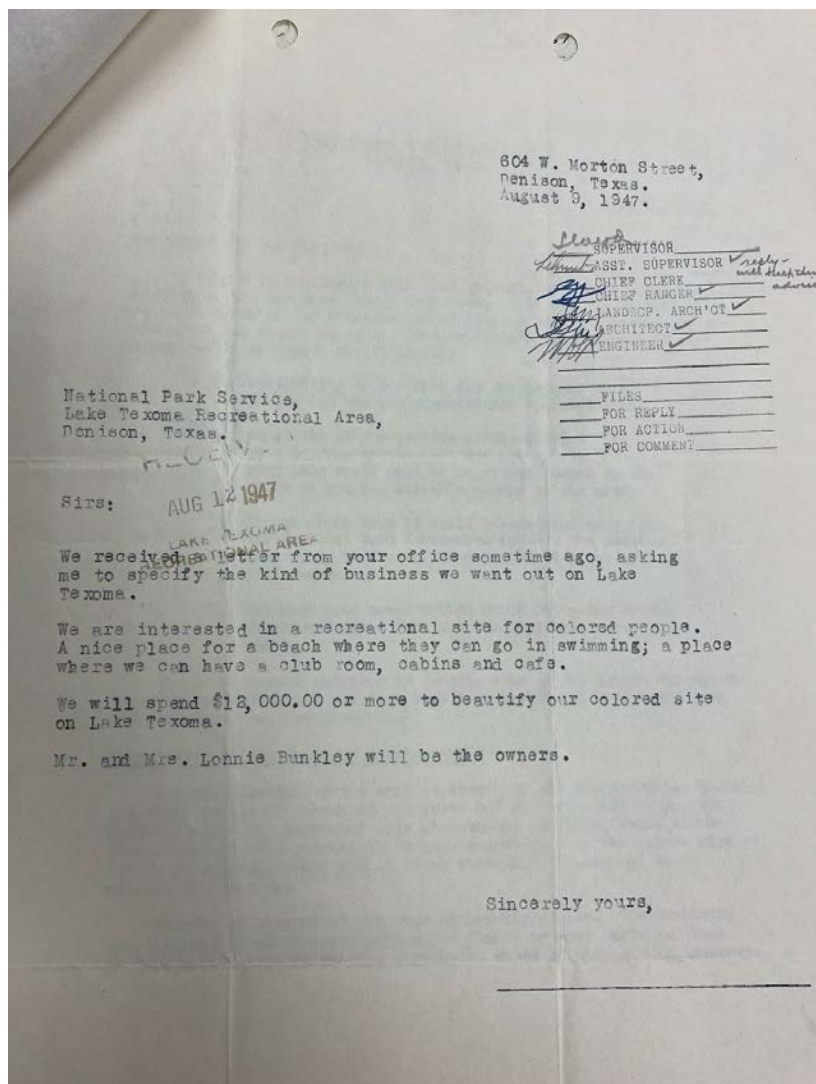 604 W. Morton Street,
Denison, Texas.
August 9, 1947.
SUPERVISOR
ASST. SUPERVISOR reply-
CHIEF CLERK
CHIEF RANGER
LANDSCP. ARCH'CT
ARCHITECT
ENGINEER
FILES
FOR REPLY
FOR ACTION
FOR COMMENT
National Park Service,
Lake Texoma Recreational Area,
Denison, Texas.
Sirs:
AUG 12 1947
LAKE TEXOMA
RECREATIONAL AREA
We received a letter from your office sometime ago, asking
me to specify the kind of business we want out on Lake
Texoma.
We are interested in a recreational site for colored people.
A nice place for a beach where they can go in swimming; a place
where we can have a club room, cabins and cafe.
We will spend $12,000.00 or more to beautify our colored site
on Lake Texoma.
Mr. and Mrs. Lonnie Bunkley will be the owners.
Sincerely yours,